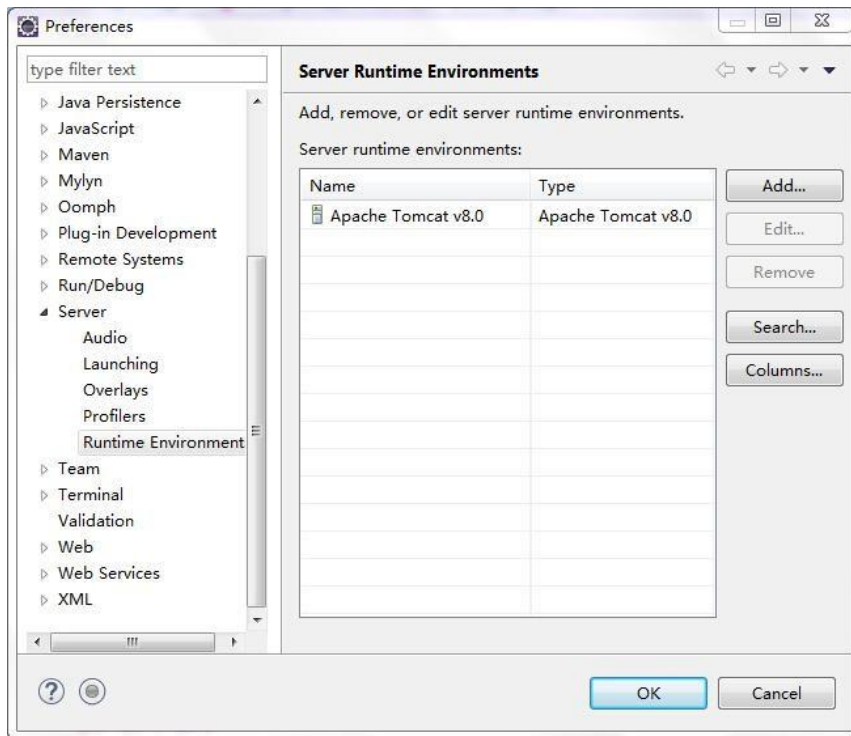 Preferences
type filter text
Java Persistence
JavaScript
Maven
Mylyn
Oomph
Plug-in Development
Remote Systems
Run/Debug
Server
Audio
Launching
Overlays
Profilers
Runtime Environment
Team
Terminal
Validation
Web
Web Services
XML
Server Runtime Environments
Add, remove, or edit server runtime environments.
Server runtime environments:
Name Type
Apache Tomcat v8.0 Apache Tomcat v8.0
Add...
Edit...
Remove
Search...
Columns...
OK Cancel